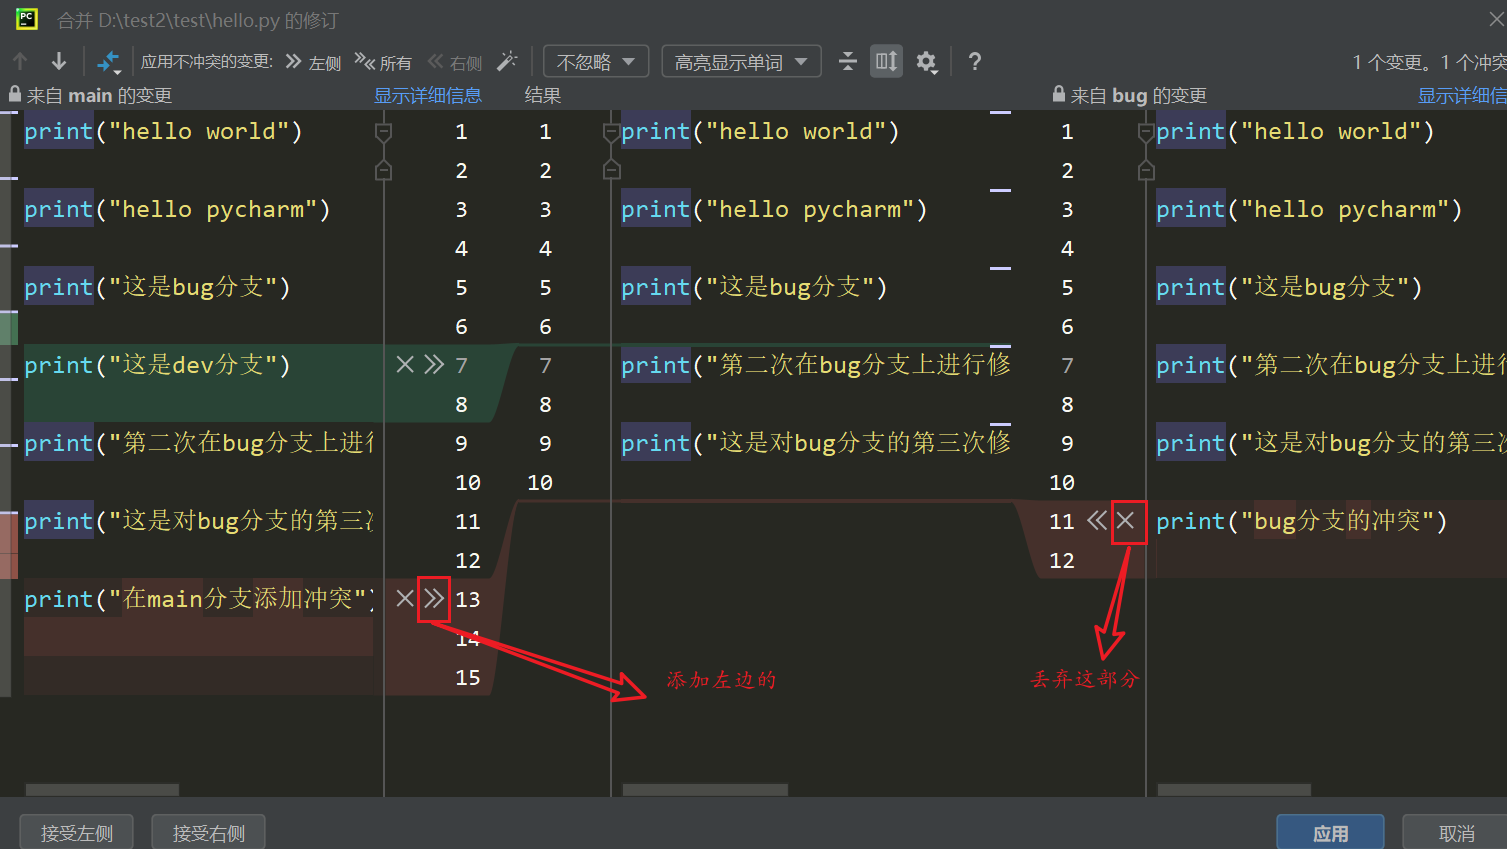 PC
合并 D:\test2\test\hello.py 的修订
应用不冲突的变更: 左侧 所有 右侧 不忽略 高亮显示单词 ? 1 个变更。1 个冲突
来自 main 的变更 显示详细信息 结果 来自 bug 的变更 显示详细信
print("hello world") 1 1 print("hello world") 1 print("hello world")
2 2 2
print("hello pycharm") 3 3 print("hello pycharm") 3 print("hello pycharm")
4 4 4
print("这是bug分支") 5 5 print("这是bug分支") 5 print("这是bug分支")
6 6 6
print("这是dev分支") 7 7 print("第二次在bug分支上进行修 7 print("第二次在bug分支上进行
8 8 8
print("第二次在bug分支上进行 9 9 print("这是对bug分支的第三次修 9 print("这是对bug分支的第三次
10 10 10
print("这是对bug分支的第三次 11 11 print("bug分支的冲突")
12 12
print("在main分支添加冲突") 13
14
15 添加左边的 丢弃这部分
接受左侧 接受右侧 应用 取消